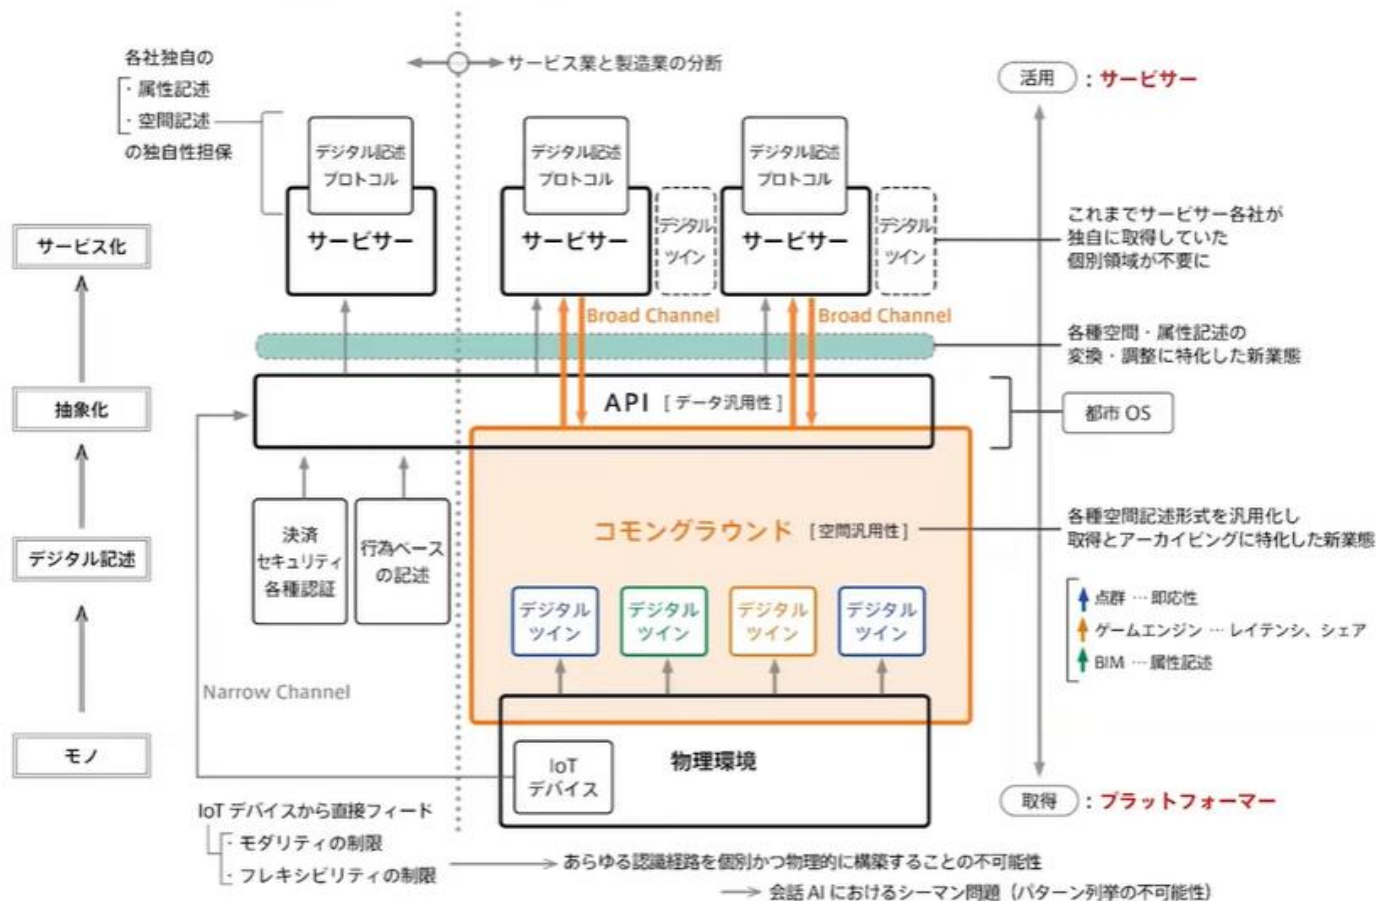 各社独自の
・属性記述
・空間記述
の独自性担保
サービス業と製造業の分断
活用
：サービサー
デジタル記述
プロトコル
サービサー
デジタル記述
プロトコル
サービサー
デジタル
ツイン
デジタル記述
プロトコル
サービサー
デジタル
ツイン
これまでサービサー各社が
独自に取得していた
個別領域が不要に
サービス化
抽象化
デジタル記述
モノ
Broad Channel
Broad Channel
各種空間・属性記述の
変換・調整に特化した新業態
API [ データ汎用性 ]
都市 OS
決済
セキュリティ
各種認証
行為ベース
の記述
コモングラウンド [ 空間汎用性 ]
各種空間記述形式を汎用化し
取得とアーカイビングに特化した新業態
デジタル
ツイン
デジタル
ツイン
デジタル
ツイン
デジタル
ツイン
点群 … 即応性
ゲームエンジン … レイテンシ、シェア
BIM … 属性記述
Narrow Channel
IoT
デバイス
物理環境
取得
：プラットフォーマー
IoT デバイスから直接フィード
・モダリティの制限
・フレキシビリティの制限
あらゆる認識経路を個別かつ物理的に構築することの不可能性
会話 AI におけるシーマン問題（パターン列挙の不可能性）